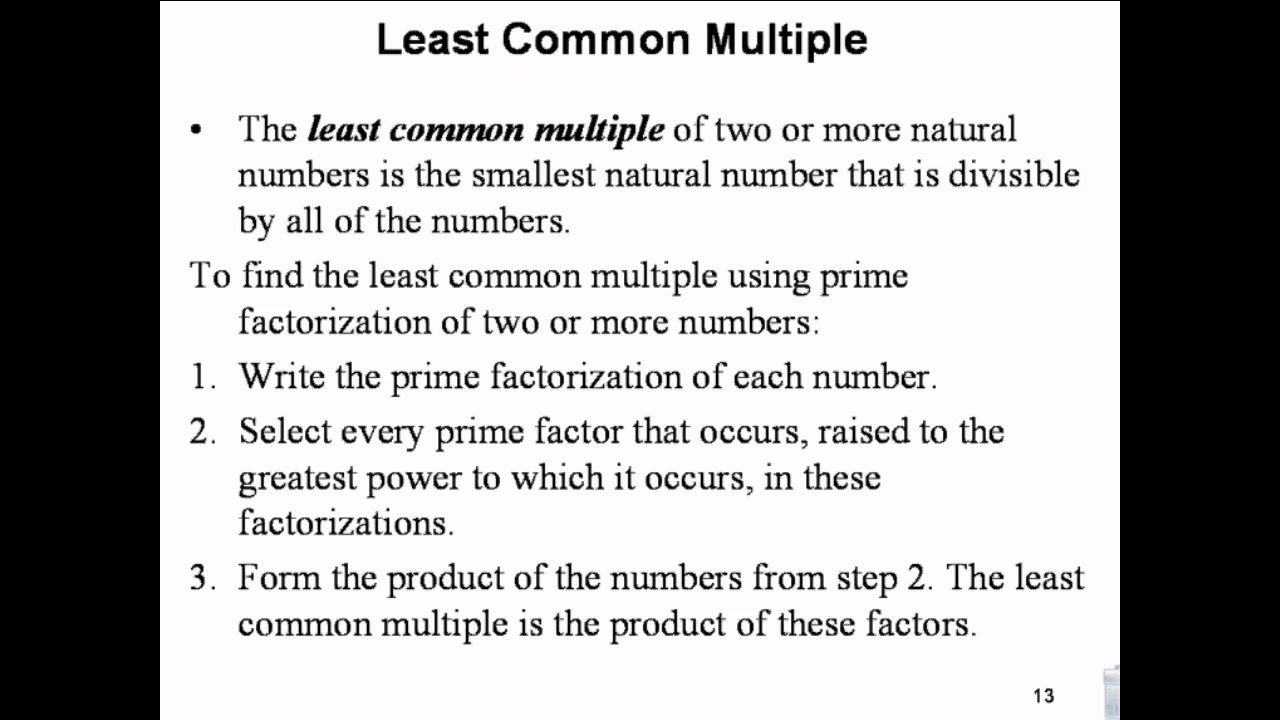 Least Common Multiple
• The least common multiple of two or more natural
numbers is the smallest natural number that is divisible
by all of the numbers.
To find the least common multiple using prime
factorization of two or more numbers:
1. Write the prime factorization of each number.
2. Select every prime factor that occurs, raised to the
greatest power to which it occurs, in these
factorizations.
3. Form the product of the numbers from step 2. The least
common multiple is the product of these factors.
13